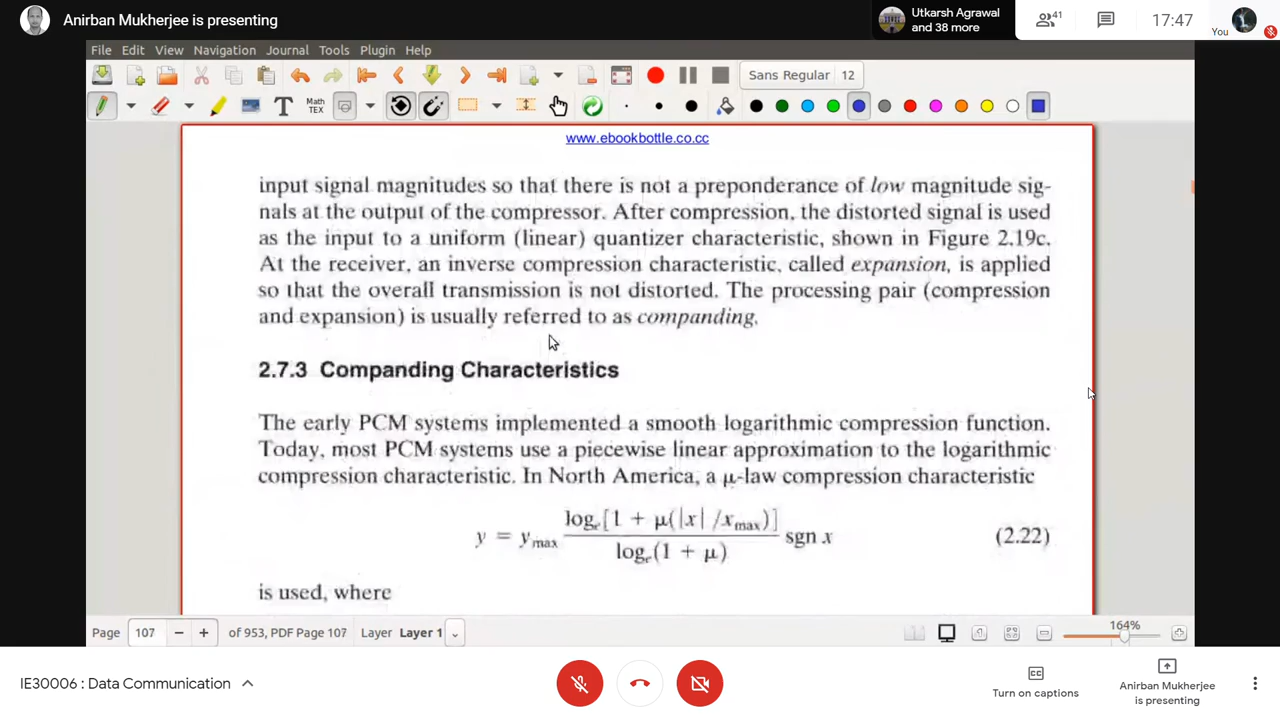 Anirban Mukherjee is presenting
Utkarsh Agrawal
and 38 more
41
17:47
You
File Edit View Navigation Journal Tools Plugin Help
Sans Regular 12
T Math
TEX
www.ebookbottle.co.cc
input signal magnitudes so that there is not a preponderance of low magnitude sig-
nals at the output of the compressor. After compression, the distorted signal is used
as the input to a uniform (linear) quantizer characteristic, shown in Figure 2.19c.
At the receiver, an inverse compression characteristic, called expansion, is applied
so that the overall transmission is not distorted. The processing pair (compression
and expansion) is usually referred to as companding.
2.7.3 Companding Characteristics
The early PCM systems implemented a smooth logarithmic compression function.
Today, most PCM systems use a piecewise linear approximation to the logarithmic
compression characteristic. In North America, a μ-law compression characteristic
y = y_max log_e[1 + μ(|x| /x_max)] / log_e(1 + μ) sgn x (2.22)
is used, where
Page 107 − + of 953, PDF Page 107 Layer Layer 1
164%
IE30006 : Data Communication
CC
Turn on captions
Anirban Mukherjee
is presenting